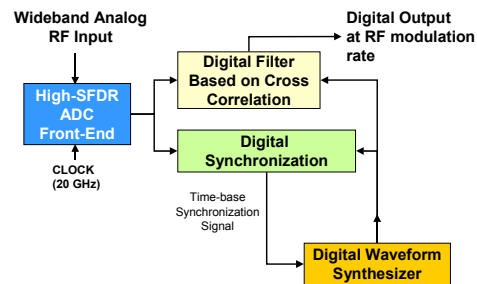 Wideband Analog
RF Input
Digital Output
at RF modulation
rate
Digital Filter
Based on Cross
Correlation
High-SFDR
ADC
Front-End
Digital
Synchronization
CLOCK
(20 GHz)
Time-base
Synchronization
Signal
Digital Waveform
Synthesizer